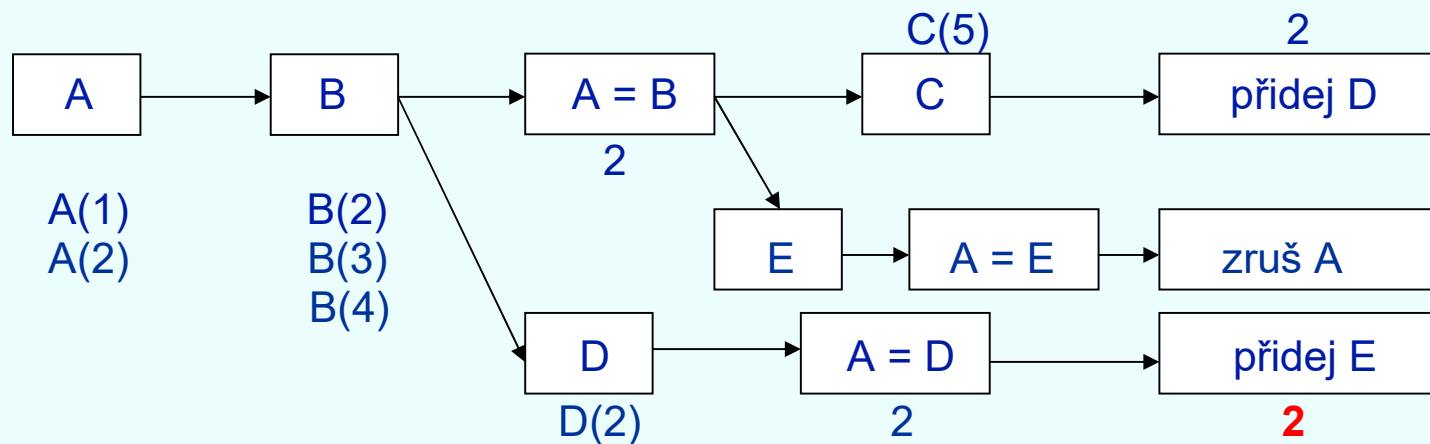 C(5) 2
A B A = B C přidej D
2
A(1) B(2)
A(2) B(3)
B(4)
E A = E zruš A
D A = D přidej E
D(2) 2 2